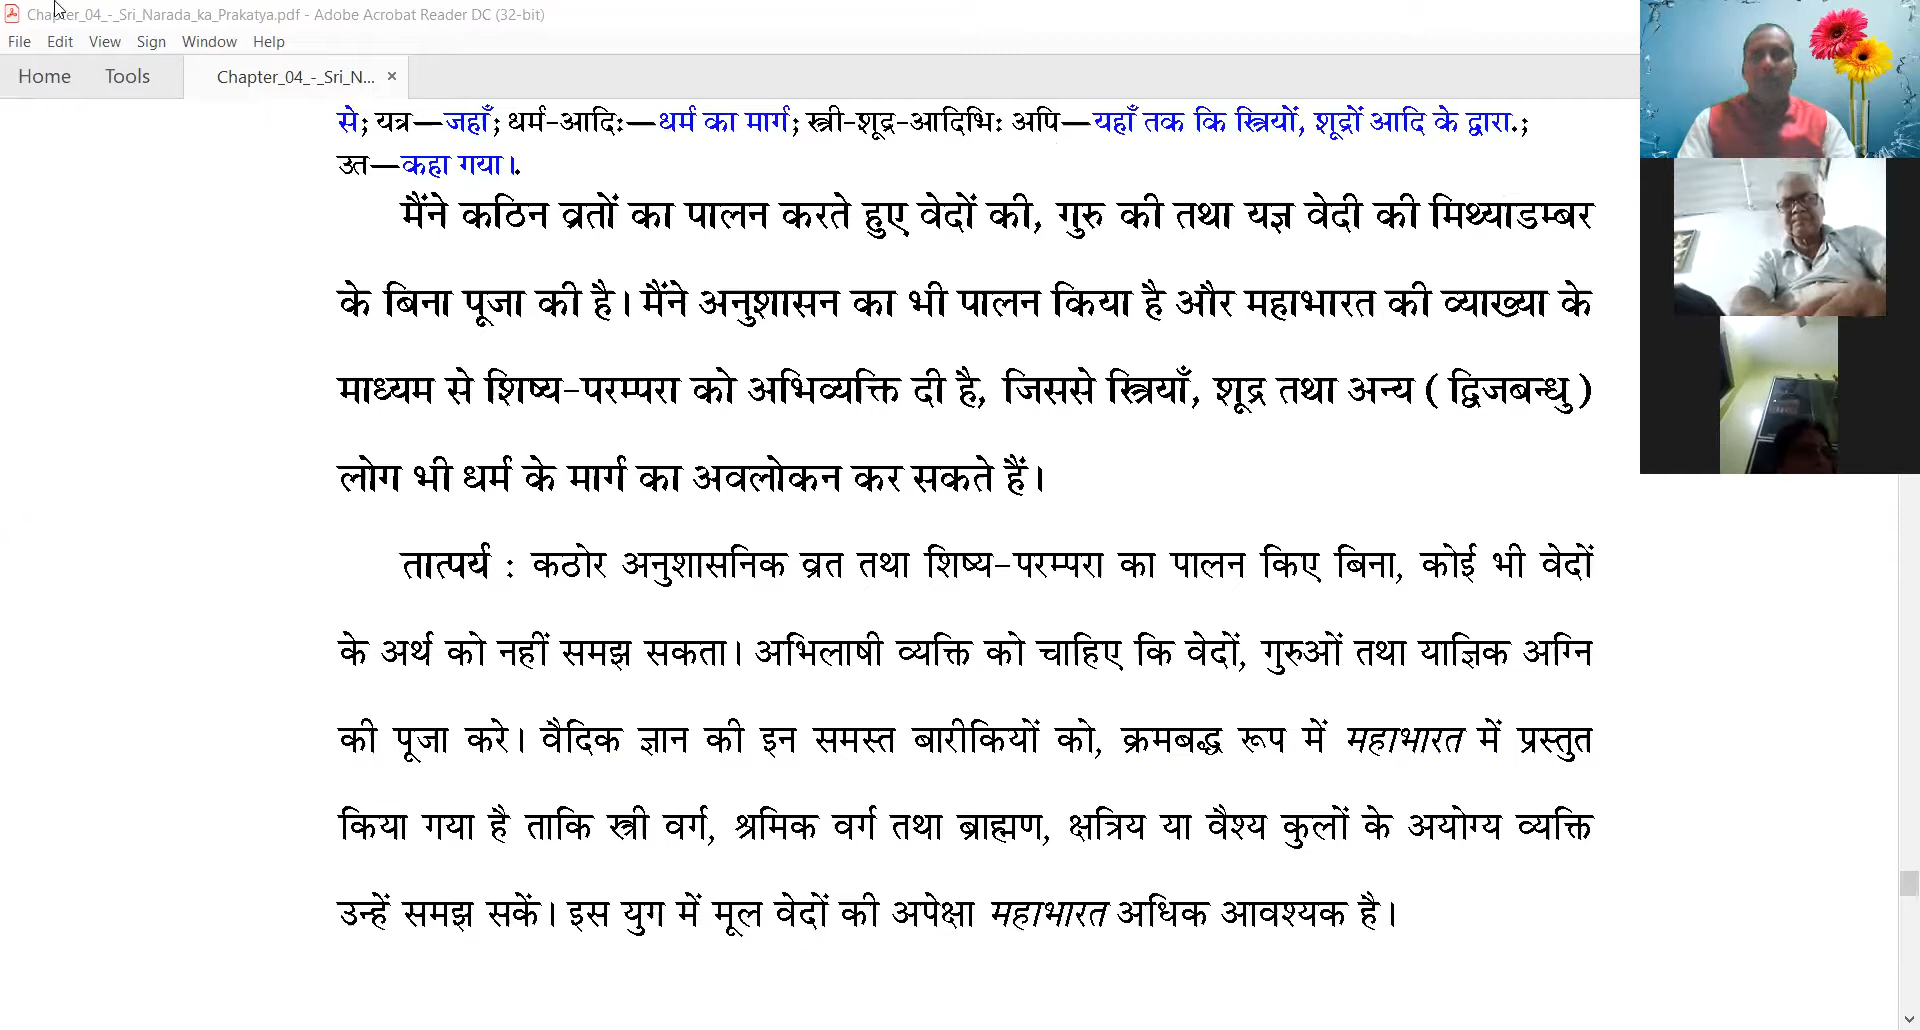 Chapter_04_-_Sri_Narada_ka_Prakatya.pdf - Adobe Acrobat Reader DC (32-bit)
File Edit View Sign Window Help
Home Tools Chapter_04_-_Sri_N... ×
से; यत्र—जहाँ; धर्म-आदिः—धर्म का मार्ग; स्त्री-शूद्र-आदिभिः अपि—यहाँ तक कि स्त्रियों, शूद्रों आदि के द्वारा.;
उत—कहा गया।.
मैंने कठिन व्रतों का पालन करते हुए वेदों की, गुरु की तथा यज्ञ वेदी की मिथ्याडम्बर
के बिना पूजा की है। मैंने अनुशासन का भी पालन किया है और महाभारत की व्याख्या के
माध्यम से शिष्य-परम्परा को अभिव्यक्ति दी है, जिससे स्त्रियाँ, शूद्र तथा अन्य ( द्विजबन्धु )
लोग भी धर्म के मार्ग का अवलोकन कर सकते हैं।
तात्पर्य : कठोर अनुशासनिक व्रत तथा शिष्य-परम्परा का पालन किए बिना, कोई भी वेदों
के अर्थ को नहीं समझ सकता। अभिलाषी व्यक्ति को चाहिए कि वेदों, गुरुओं तथा याज्ञिक अग्नि
की पूजा करे। वैदिक ज्ञान की इन समस्त बारीकियों को, क्रमबद्ध रूप में महाभारत में प्रस्तुत
किया गया है ताकि स्त्री वर्ग, श्रमिक वर्ग तथा ब्राह्मण, क्षत्रिय या वैश्य कुलों के अयोग्य व्यक्ति
उन्हें समझ सकें। इस युग में मूल वेदों की अपेक्षा महाभारत अधिक आवश्यक है।